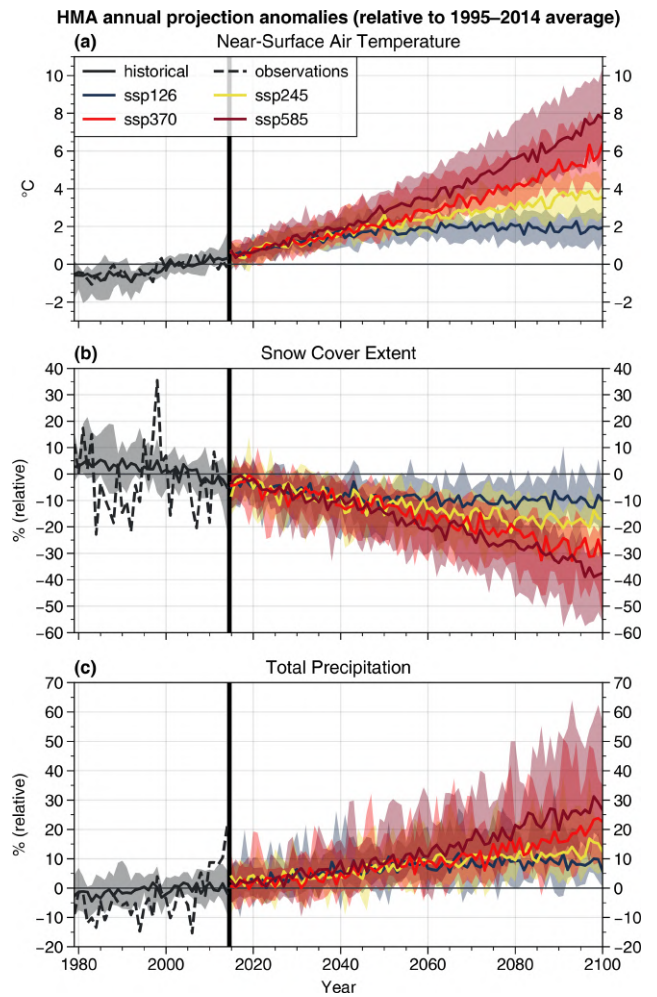 HMA annual projection anomalies (relative to 1995–2014 average)
(a) Near-Surface Air Temperature
historical observations
ssp126 ssp245
ssp370 ssp585
10 10
8 8
6 6
4 4
2 2
0 0
−2 −2
°C
(b) Snow Cover Extent
40 40
30 30
20 20
10 10
0 0
−10 −10
−20 −20
−30 −30
−40 −40
−50 −50
−60 −60
% (relative)
(c) Total Precipitation
70 70
60 60
50 50
40 40
30 30
20 20
10 10
0 0
−10 −10
−20 −20
% (relative)
1980 2000 2020 2040 2060 2080 2100
Year